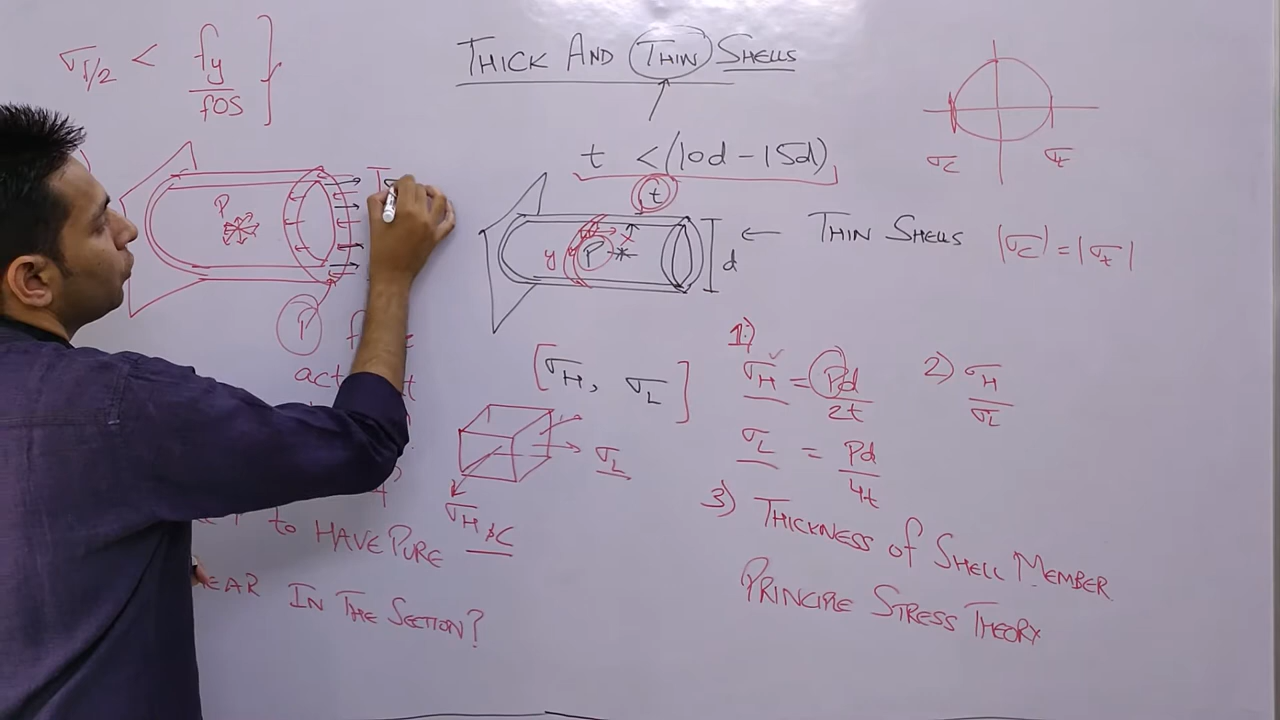 THICK AND THIN SHELLS
σ1/2 < fy/fos }
t < (10d - 15d)
t
σc σt
P
P
y y
x
d
← THIN SHELLS
|σc| = |σt|
P
[σH, σL]
1)
σH = Pd/2t
2) σH/σL
σL
σL = Pd/4t
σH
3) THICKNESS of SHELL MEMBER
PRINCIPLE STRESS THEORY
to HAVE PURE
IN THE SECTION?